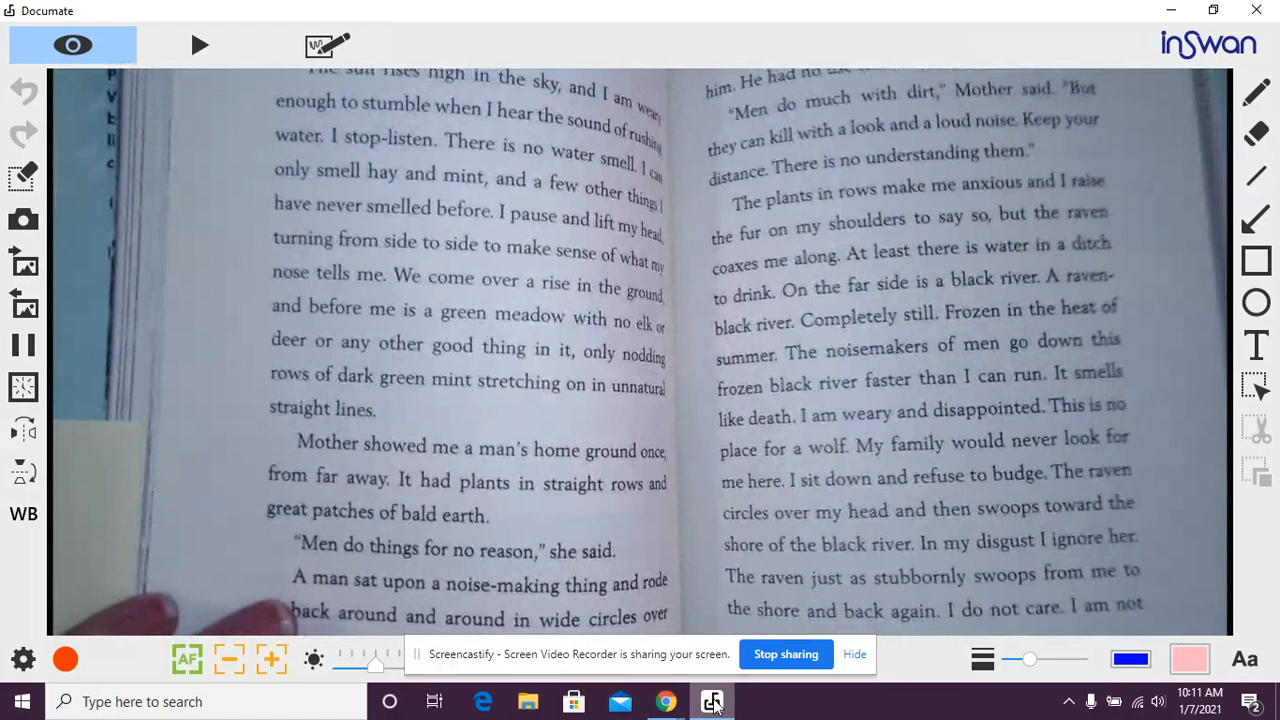 Documate
inSwan
The sun rises high in the sky, and I am weary
enough to stumble when I hear the sound of rushing
water. I stop-listen. There is no water smell. I can
only smell hay and mint, and a few other things I
have never smelled before. I pause and lift my head,
turning from side to side to make sense of what my
nose tells me. We come over a rise in the ground,
and before me is a green meadow with no elk or
deer or any other good thing in it, only nodding
rows of dark green mint stretching on in unnatural
straight lines.
Mother showed me a man's home ground once,
from far away. It had plants in straight rows and
great patches of bald earth.
"Men do things for no reason," she said.
A man sat upon a noise-making thing and rode
back around and around in wide circles over
him. He had no
"Men do much with dirt," Mother said. "But
they can kill with a look and a loud noise. Keep your
distance. There is no understanding them."
The plants in rows make me anxious and I raise
the fur on my shoulders to say so, but the raven
coaxes me along. At least there is water in a ditch
to drink. On the far side is a black river. A raven-
black river. Completely still. Frozen in the heat of
summer. The noisemakers of men go down this
frozen black river faster than I can run. It smells
like death. I am weary and disappointed. This is no
place for a wolf. My family would never look for
me here. I sit down and refuse to budge. The raven
circles over my head and then swoops toward the
shore of the black river. In my disgust I ignore her.
The raven just as stubbornly swoops from me to
the shore and back again. I do not care. I am not
WB
T
AF
Screencastify - Screen Video Recorder is sharing your screen.
Stop sharing
Hide
Aa
Type here to search
10:11 AM
1/7/2021
2